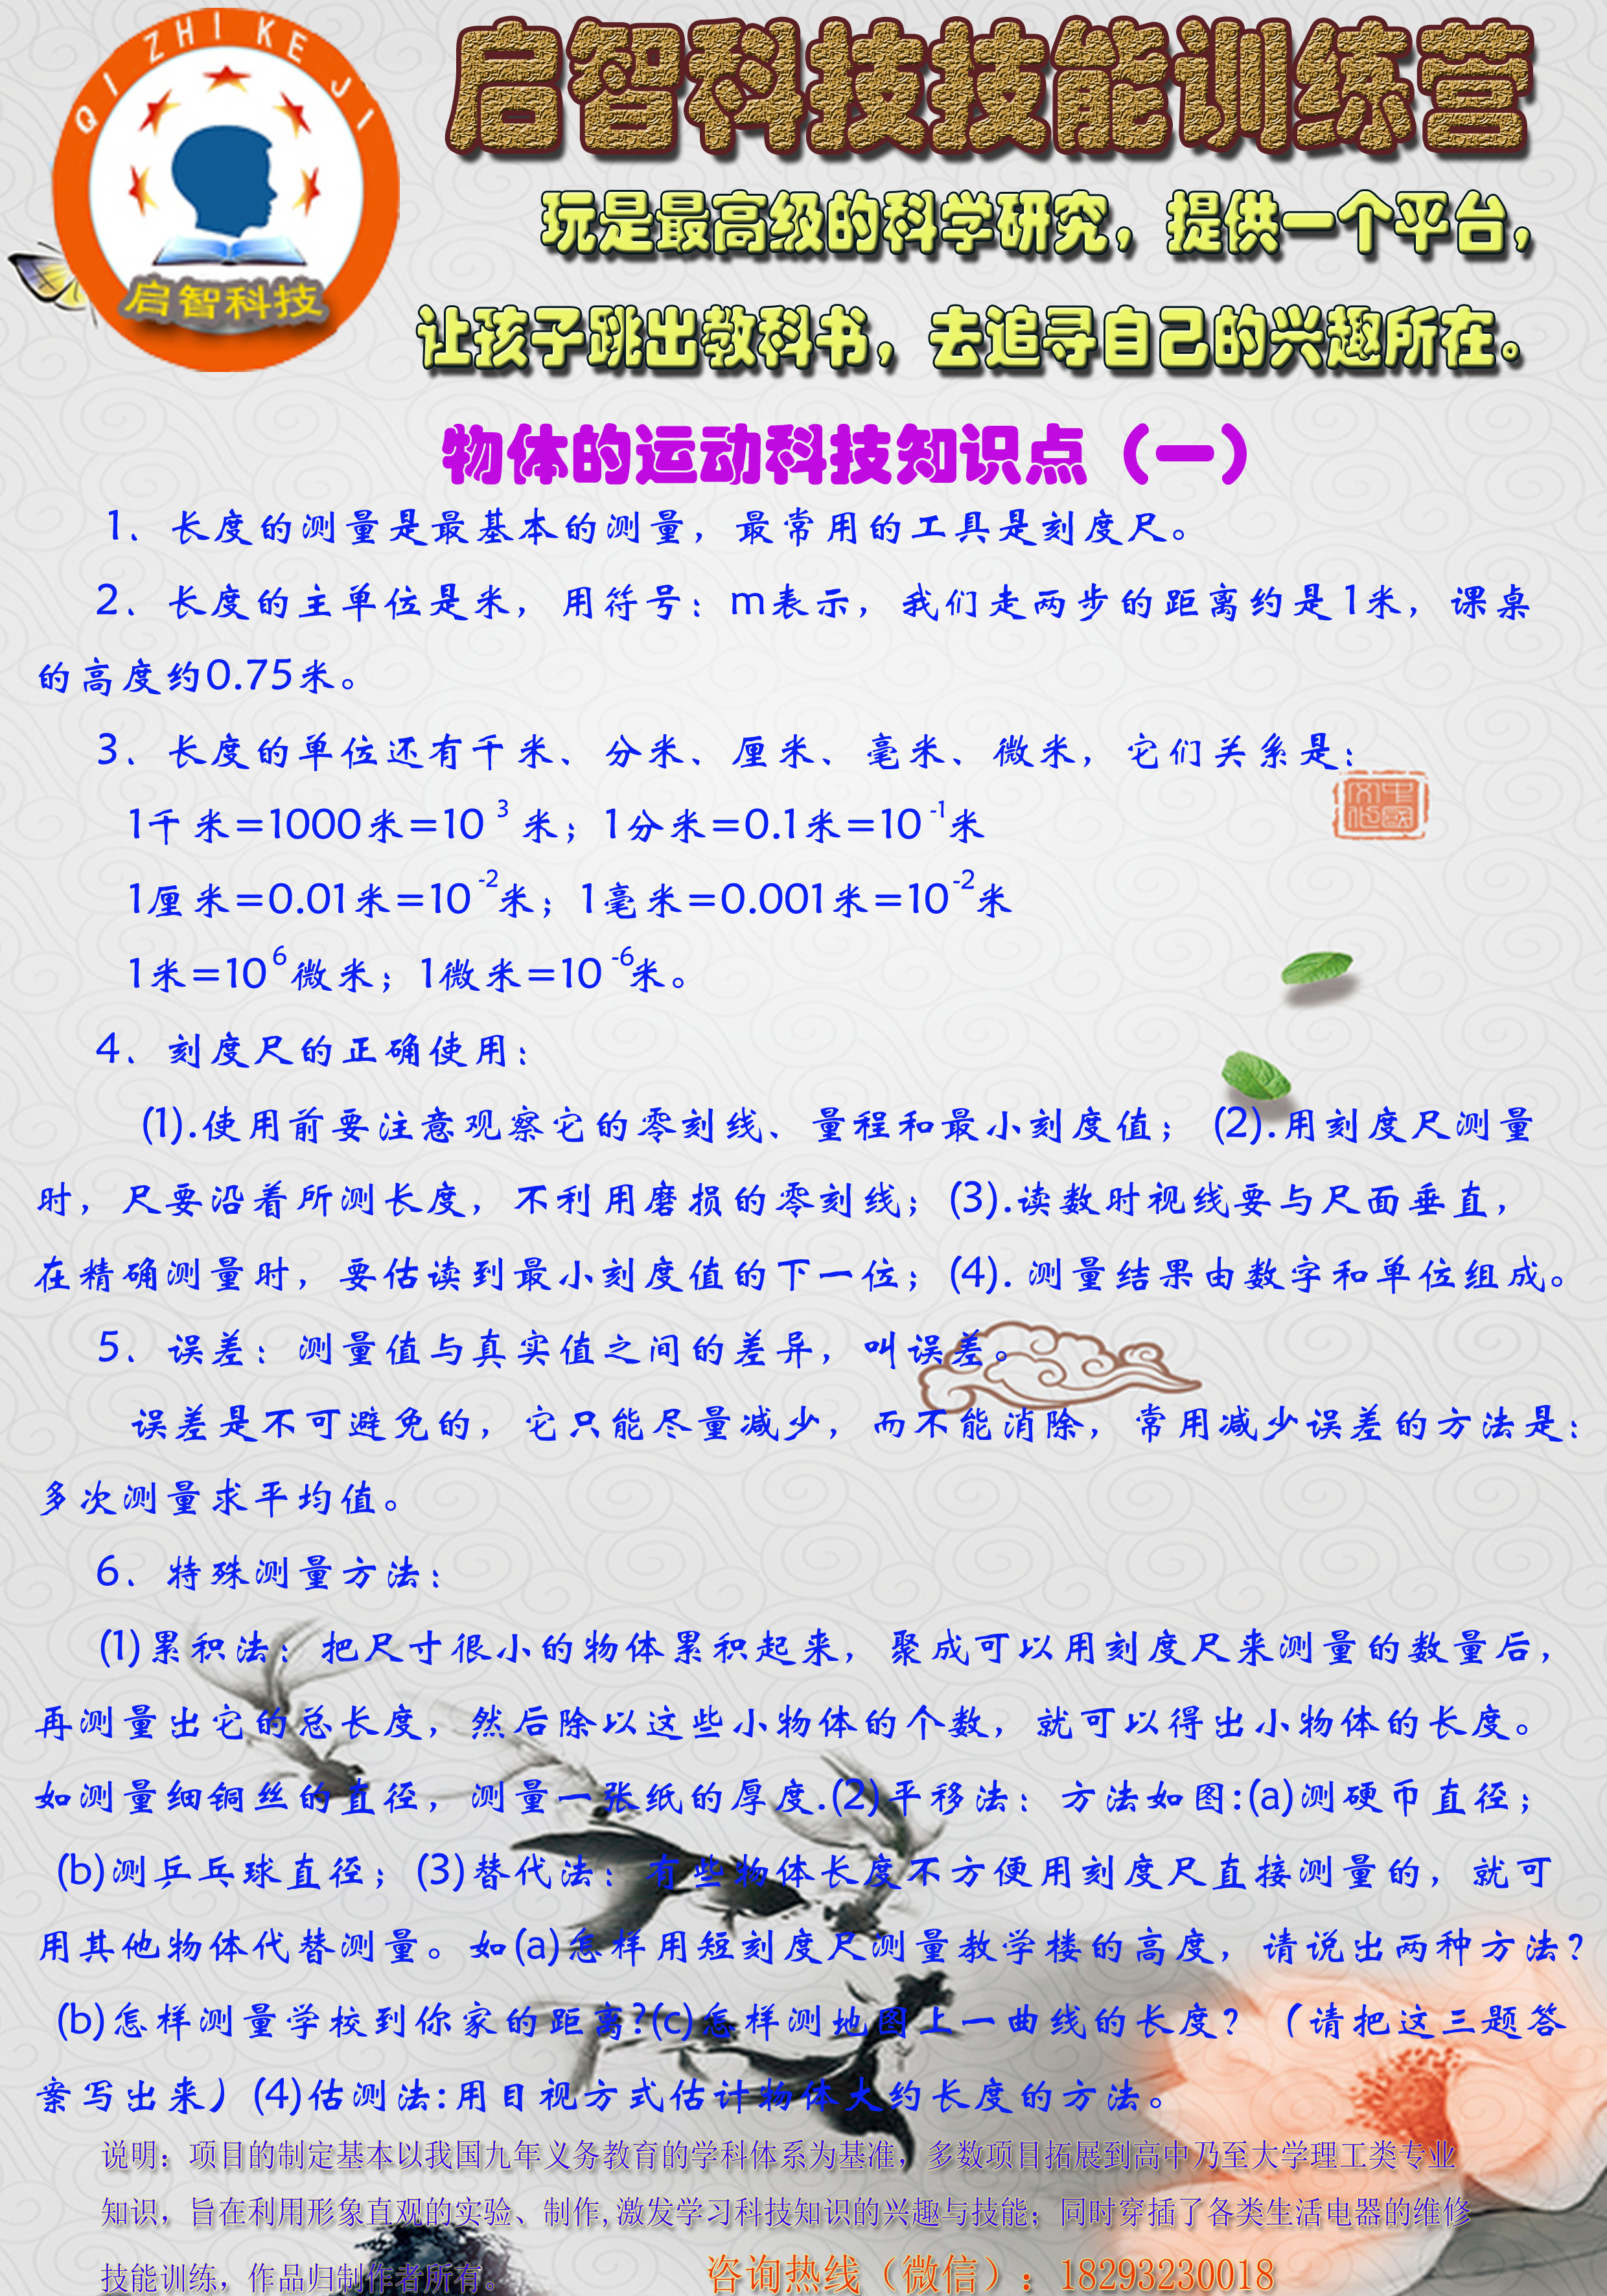 QI ZHI KE JI
启智科技
启智科技技能训练营
玩是最高级的科学研究，提供一个平台，
让孩子跳出教科书，去追寻自己的兴趣所在。
物体的运动科技知识点（一）
1．长度的测量是最基本的测量，最常用的工具是刻度尺。
2．长度的主单位是米，用符号：m表示，我们走两步的距离约是1米，课桌
的高度约0.75米。
3．长度的单位还有千米、分米、厘米、毫米、微米，它们关系是：
1千米=1000米=10³米；1分米=0.1米=10⁻¹米
1厘米=0.01米=10⁻²米；1毫米=0.001米=10⁻²米
1米=10⁶微米；1微米=10⁻⁶米。
中國
4．刻度尺的正确使用：
(1).使用前要注意观察它的零刻线、量程和最小刻度值； (2).用刻度尺测量
时，尺要沿着所测长度，不利用磨损的零刻线；(3).读数时视线要与尺面垂直，
在精确测量时，要估读到最小刻度值的下一位；(4). 测量结果由数字和单位组成。
5．误差：测量值与真实值之间的差异，叫误差。
误差是不可避免的，它只能尽量减少，而不能消除，常用减少误差的方法是：
多次测量求平均值。
6．特殊测量方法：
(1)累积法：把尺寸很小的物体累积起来，聚成可以用刻度尺来测量的数量后，
再测量出它的总长度，然后除以这些小物体的个数，就可以得出小物体的长度。
如测量细铜丝的直径，测量一张纸的厚度.(2)平移法：方法如图:(a)测硬币直径；
(b)测乒乓球直径；(3)替代法：有些物体长度不方便用刻度尺直接测量的，就可
用其他物体代替测量。如(a)怎样用短刻度尺测量教学楼的高度，请说出两种方法？
(b)怎样测量学校到你家的距离?(c)怎样测地图上一曲线的长度？（请把这三题答
案写出来）(4)估测法:用目视方式估计物体大约长度的方法。
说明：项目的制定基本以我国九年义务教育的学科体系为基准，多数项目拓展到高中乃至大学理工类专业
知识，旨在利用形象直观的实验、制作,激发学习科技知识的兴趣与技能；同时穿插了各类生活电器的维修
技能训练，作品归制作者所有。
咨询热线（微信）：18293230018